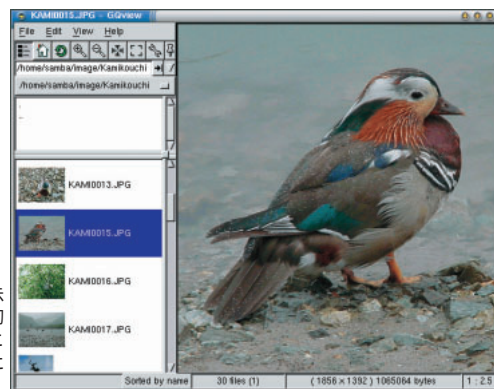 KAMI0015.JPG - GQview
File Edit View Help
/home/samba/image/Kamikouchi
/home/samba/image/Kamikouchi
.
..
KAMI0013.JPG
KAMI0015.JPG
KAMI0016.JPG
KAMI0017.JPG
Sorted by name 30 files (1) (1856×1392) 1065064 bytes 1 : 2.5